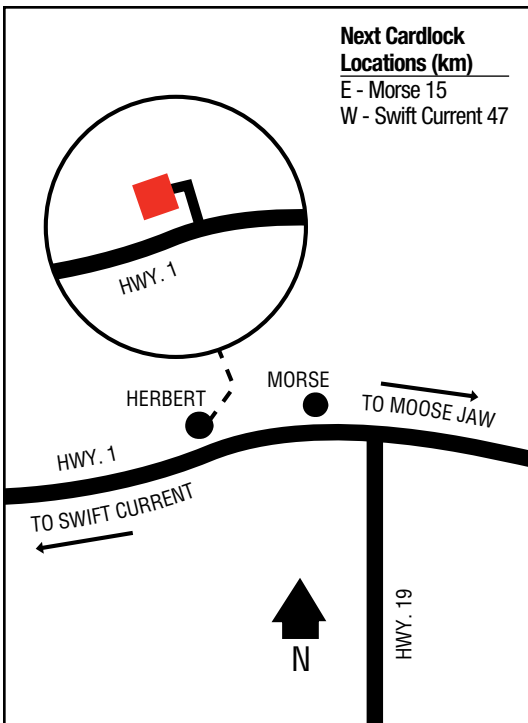 Next Cardlock
Locations (km)
E - Morse 15
W - Swift Current 47
HWY. 1
HERBERT
MORSE
TO MOOSE JAW
HWY. 1
TO SWIFT CURRENT
HWY. 19
N